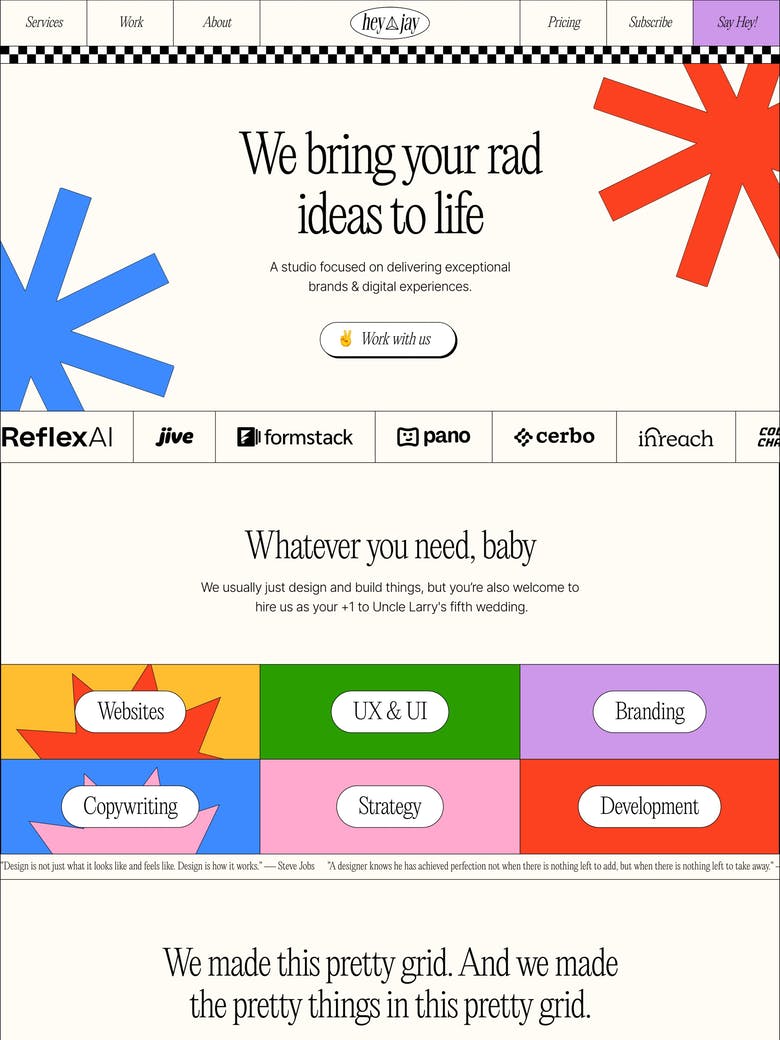 Services Work About hey jay Pricing Subscribe Say Hey!
We bring your rad
ideas to life
A studio focused on delivering exceptional
brands & digital experiences.
✌️ Work with us
ReflexAI jive formstack pano cerbo inreach
Whatever you need, baby
We usually just design and build things, but you're also welcome to
hire us as your +1 to Uncle Larry's fifth wedding.
Websites UX & UI Branding
Copywriting Strategy Development
"Design is not just what it looks like and feels like. Design is how it works." — Steve Jobs "A designer knows he has achieved perfection not when there is nothing left to add, but when there is nothing left to take away." –
We made this pretty grid. And we made
the pretty things in this pretty grid.